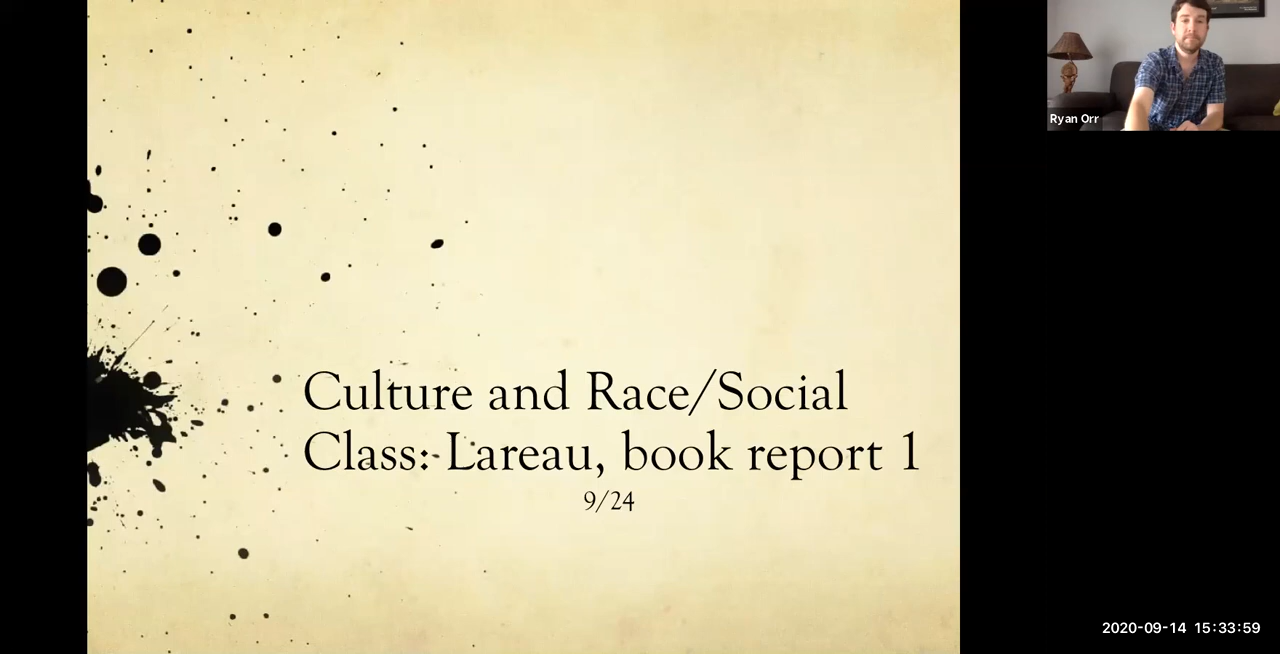 Ryan Orr
Culture and Race/Social
Class: Lareau, book report 1
9/24
2020-09-14 15:33:59